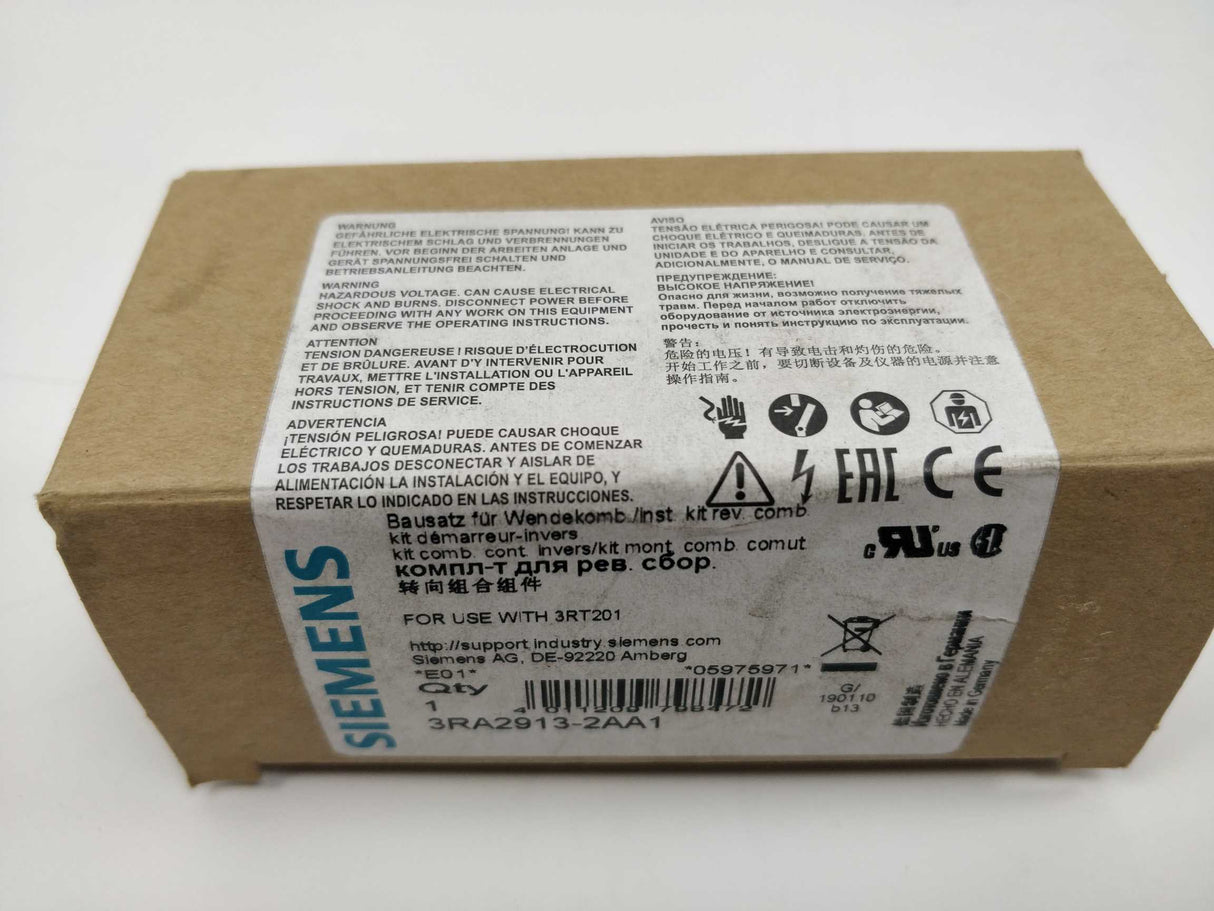 WARNUNG
GEFÄHRLICHE ELEKTRISCHE SPANNUNG! KANN ZU
ELEKTRISCHEM SCHLAG UND VERBRENNUNGEN
FÜHREN. VOR BEGINN DER ARBEITEN ANLAGE UND
GERÄT SPANNUNGSFREI SCHALTEN UND
BETRIEBSANLEITUNG BEACHTEN.
WARNING
HAZARDOUS VOLTAGE. CAN CAUSE ELECTRICAL
SHOCK AND BURNS. DISCONNECT POWER BEFORE
PROCEEDING WITH ANY WORK ON THIS EQUIPMENT
AND OBSERVE THE OPERATING INSTRUCTIONS.
ATTENTION
TENSION DANGEREUSE ! RISQUE D'ÉLECTROCUTION
ET DE BRÛLURE. AVANT D'Y INTERVENIR POUR
TRAVAUX, METTRE L'INSTALLATION OU L'APPAREIL
HORS TENSION, ET TENIR COMPTE DES
INSTRUCTIONS DE SERVICE.
ADVERTENCIA
¡TENSIÓN PELIGROSA! PUEDE CAUSAR CHOQUE
ELÉCTRICO Y QUEMADURAS. ANTES DE COMENZAR
LOS TRABAJOS DESCONECTAR Y AISLAR DE
ALIMENTACIÓN LA INSTALACIÓN Y EL EQUIPO, Y
RESPETAR LO INDICADO EN LAS INSTRUCCIONES.
AVISO
TENSÃO ELÉTRICA PERIGOSA! PODE CAUSAR UM
CHOQUE ELÉTRICO E QUEIMADURAS. ANTES DE
INICIAR OS TRABALHOS, DESLIGUE A TENSÃO DA
UNIDADE E DO APARELHO E CONSULTAR,
ADICIONALMENTE, O MANUAL DE SERVIÇO.
ПРЕДУПРЕЖДЕНИЕ:
ВЫСОКОЕ НАПРЯЖЕНИЕ!
Опасно для жизни, возможно получение тяжелых
травм. Перед началом работ отключить
оборудование от источника электроэнергии,
прочесть и понять инструкцию по эксплуатации.
警告：
危险的电压！有导致电击和灼伤的危险。
开始工作之前，要切断设备及仪器的电源并注意
操作指南。
EAC CE
c RU us
SIEMENS
Bausatz für Wendekomb./inst. kit rev. comb.
kit démarreur-invers
kit comb. cont. invers/kit mont. comb. comut.
компл-т для рев. сбор.
转向组合组件
FOR USE WITH 3RT201
http://support.industry.siemens.com
Siemens AG, DE-92220 Amberg
*E01* *05975971*
Qty
1
3RA2913-2AA1
G/
190110
b13
Изготовлено в Германии
HECHO EN ALEMANIA
Made in Germany